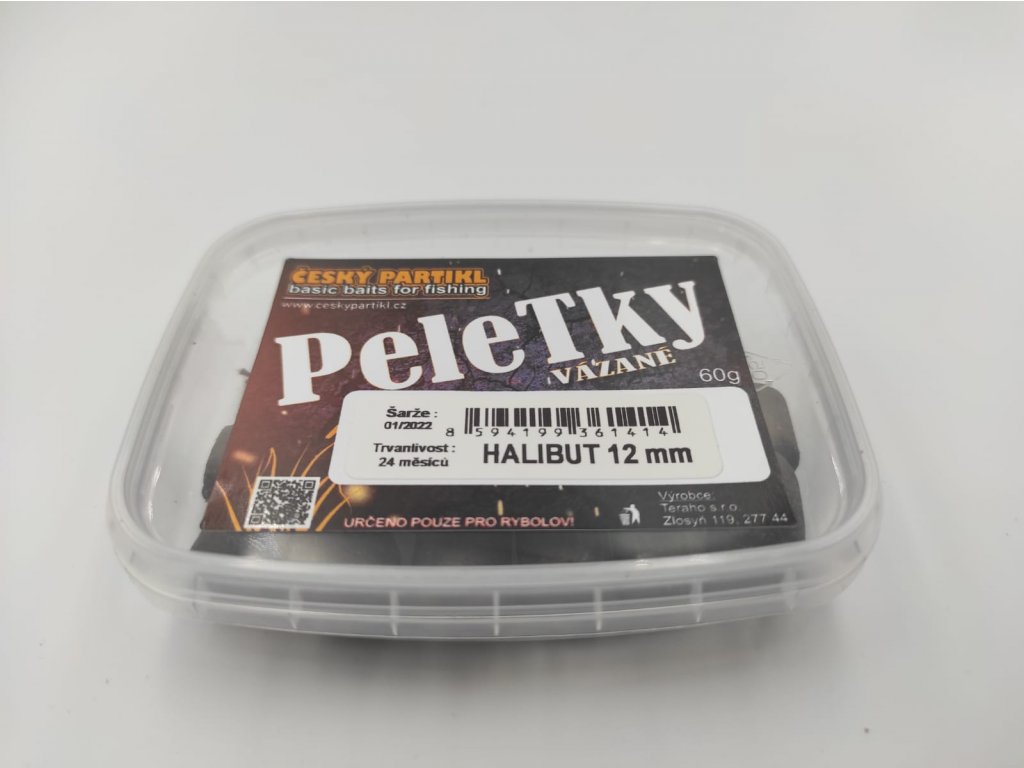 ČESKÝ PARTIKL
basic baits for fishing
www.ceskypartikl.cz
PeleTky
VÁZANÉ
60g
Šarže :
01/2022
8 594199 361414
Trvanlivost :
24 měsíců
HALIBUT 12 mm
URČENO POUZE PRO RYBOLOV!
Výrobce:
Teraho s.r.o.
Zlosyň 119, 277 44